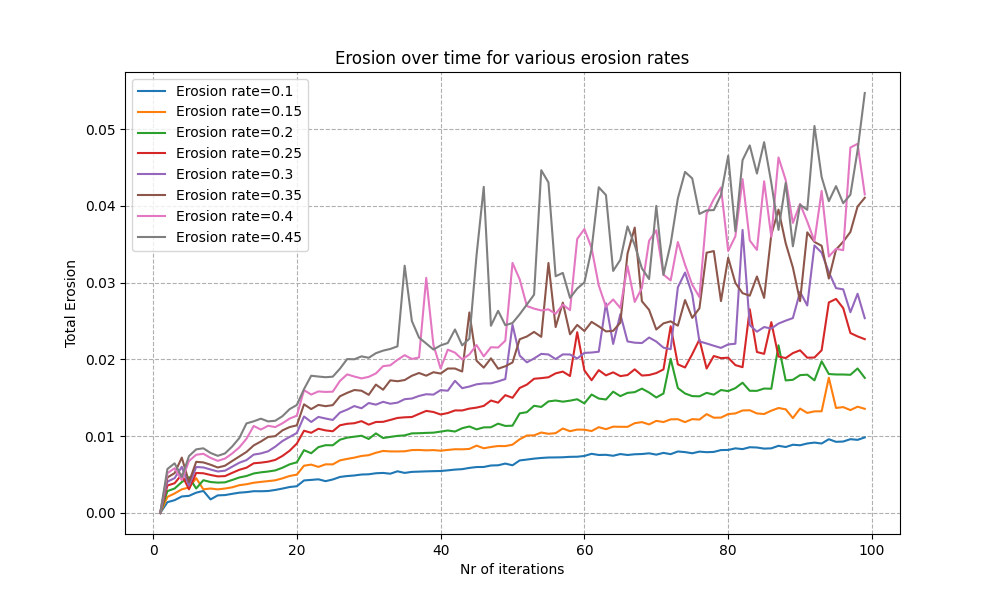 Erosion over time for various erosion rates
Erosion rate=0.1
Erosion rate=0.15
Erosion rate=0.2
Erosion rate=0.25
Erosion rate=0.3
Erosion rate=0.35
Erosion rate=0.4
Erosion rate=0.45
Total Erosion
0.05
0.04
0.03
0.02
0.01
0.00
0 20 40 60 80 100
Nr of iterations